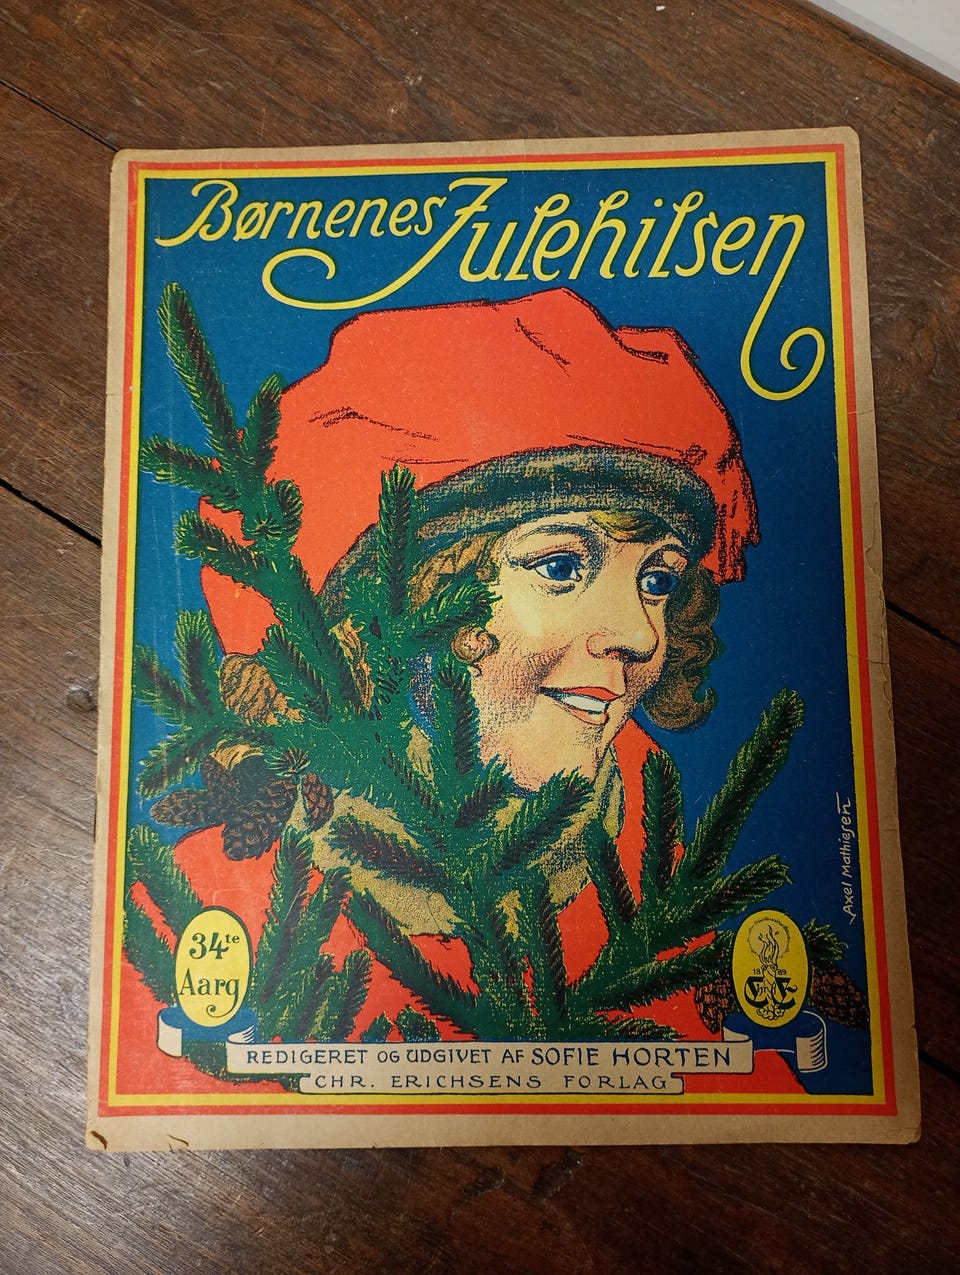 Børnenes Julehilsen
Axel Mathiesen
34te
Aarg
1889
REDIGERET OG UDGIVET AF SOFIE HORTEN
CHR. ERICHSENS FORLAG